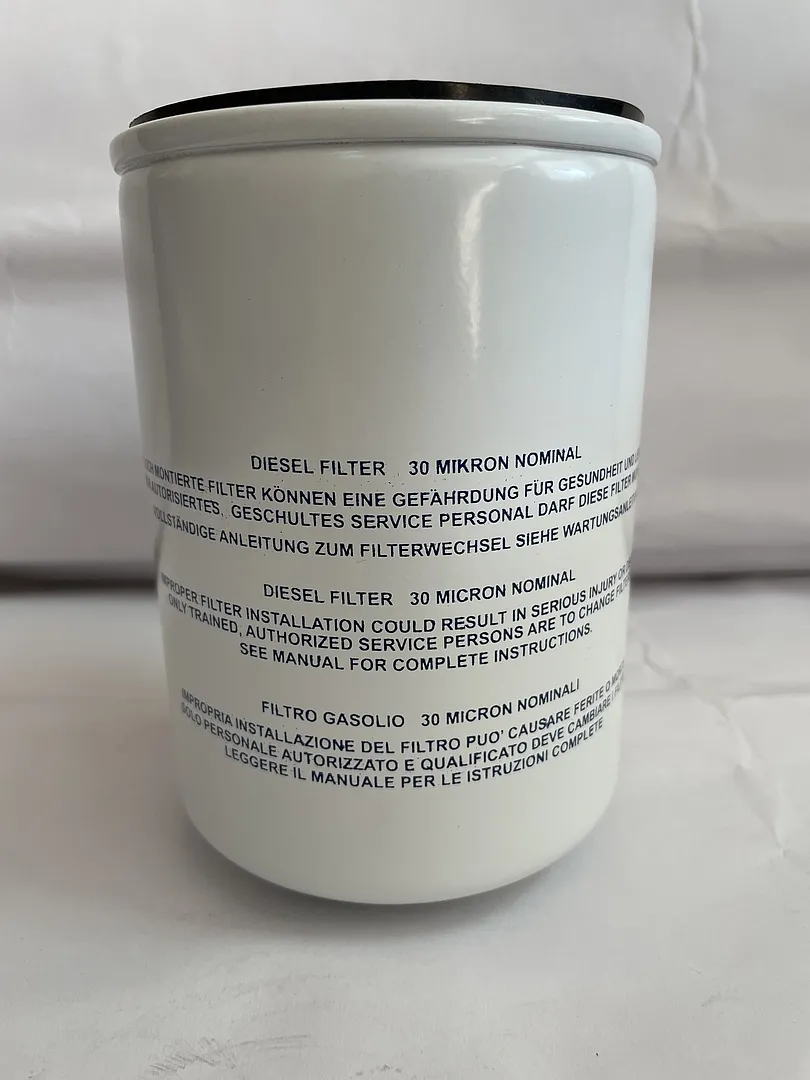 DIESEL FILTER 30 MIKRON NOMINAL
MONTIERTE FILTER KÖNNEN EINE GEFÄHRDUNG FÜR GESUNDHEIT UND
AUTORISIERTES, GESCHULTES SERVICE PERSONAL DARF DIESE FILTER
VOLLSTÄNDIGE ANLEITUNG ZUM FILTERWECHSEL SIEHE
DIESEL FILTER 30 MICRON NOMINAL
IMPROPER FILTER INSTALLATION COULD RESULT IN SERIOUS INJURY OR
ONLY TRAINED, AUTHORIZED SERVICE PERSONS ARE TO CHANGE
SEE MANUAL FOR COMPLETE INSTRUCTIONS.
FILTRO GASOLIO 30 MICRON NOMINALI
IMPROPRIA INSTALLAZIONE DEL FILTRO PUO' CAUSARE FERITE O
SOLO PERSONALE AUTORIZZATO E QUALIFICATO DEVE CAMBIARE I
LEGGERE IL MANUALE PER LE ISTRUZIONI COMPLETE